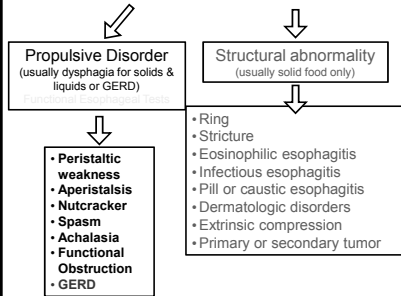 Propulsive Disorder
(usually dysphagia for solids &
liquids or GERD)
Functional Esophageal Tests
• Peristaltic
weakness
• Aperistalsis
• Nutcracker
• Spasm
• Achalasia
• Functional
Obstruction
• GERD
Structural abnormality
(usually solid food only)
• Ring
• Stricture
• Eosinophilic esophagitis
• Infectious esophagitis
• Pill or caustic esophagitis
• Dermatologic disorders
• Extrinsic compression
• Primary or secondary tumor